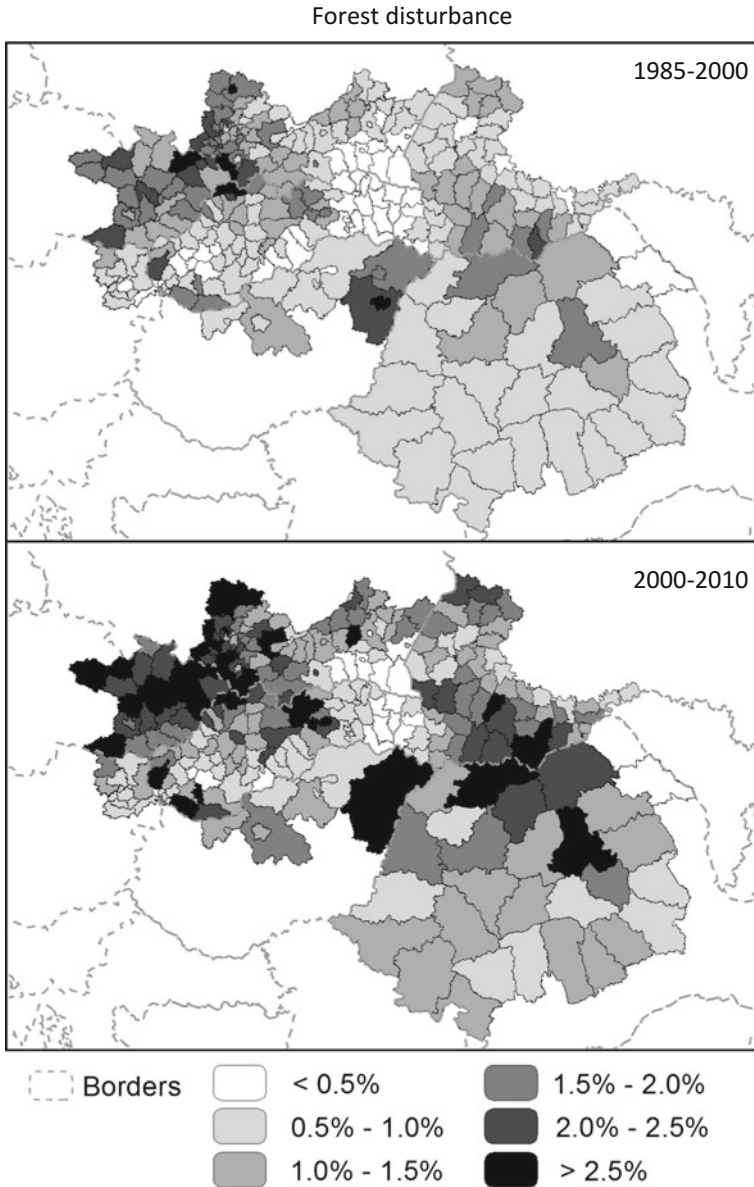 Forest disturbance
1985-2000
2000-2010
Borders
< 0.5%
0.5% - 1.0%
1.0% - 1.5%
1.5% - 2.0%
2.0% - 2.5%
> 2.5%